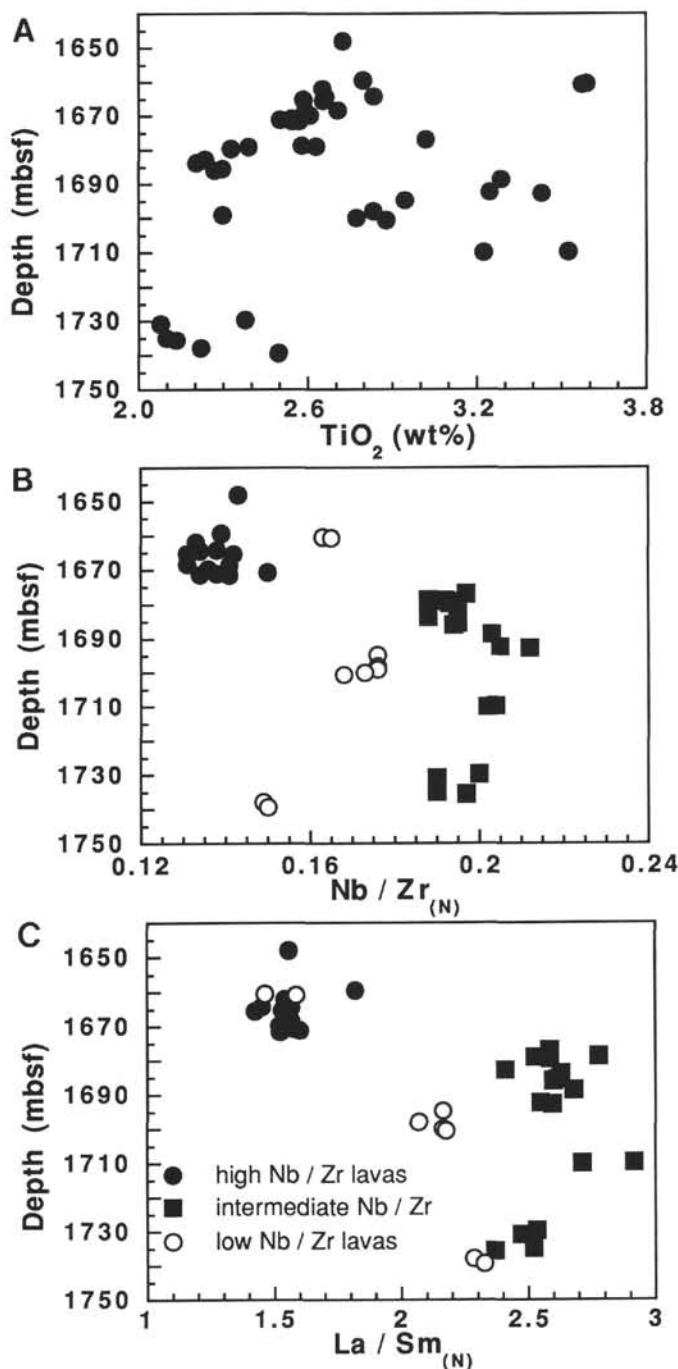 A
1650
1670
1690
1710
1730
1750
Depth (mbsf)
2.0 2.6 3.2 3.8
TiO2 (wt%)
B
1650
1670
1690
1710
1730
1750
Depth (mbsf)
0.12 0.16 0.2 0.24
Nb / Zr(N)
C
1650
1670
1690
1710
1730
1750
Depth (mbsf)
high Nb / Zr lavas
intermediate Nb / Zr
low Nb / Zr lavas
1 1.5 2 2.5 3
La / Sm(N)